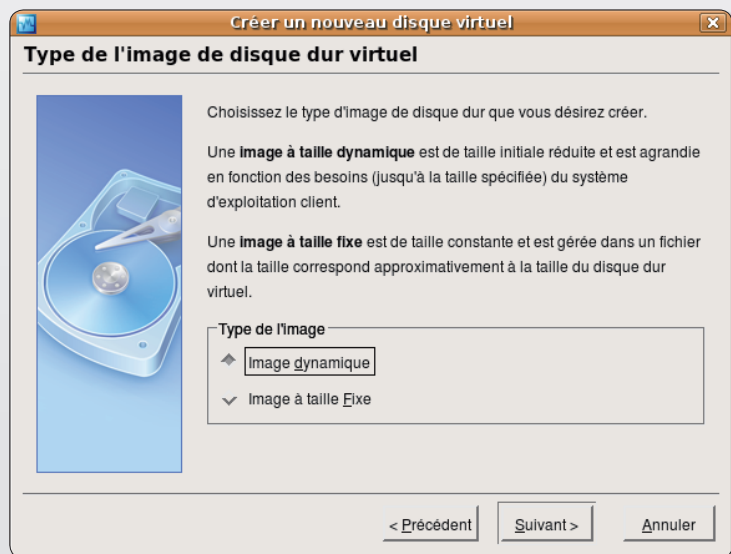 Créer un nouveau disque virtuel
Type de l'image de disque dur virtuel
Choisissez le type d'image de disque dur que vous désirez créer.
Une image à taille dynamique est de taille initiale réduite et est agrandie
en fonction des besoins (jusqu'à la taille spécifiée) du système
d'exploitation client.
Une image à taille fixe est de taille constante et est gérée dans un fichier
dont la taille correspond approximativement à la taille du disque dur
virtuel.
Type de l'image
Image dynamique
Image à taille Fixe
< Précédent
Suivant >
Annuler